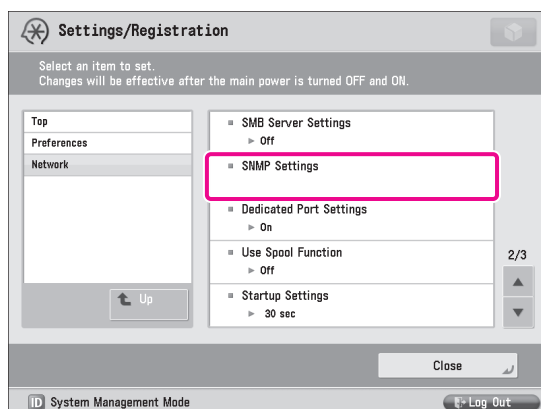 Settings/Registration
Select an item to set.
Changes will be effective after the main power is turned OFF and ON.
Top
Preferences
Network
Up
SMB Server Settings
Off
SNMP Settings
Dedicated Port Settings
On
Use Spool Function
Off
Startup Settings
30 sec
2/3
Close
ID System Management Mode
Log Out